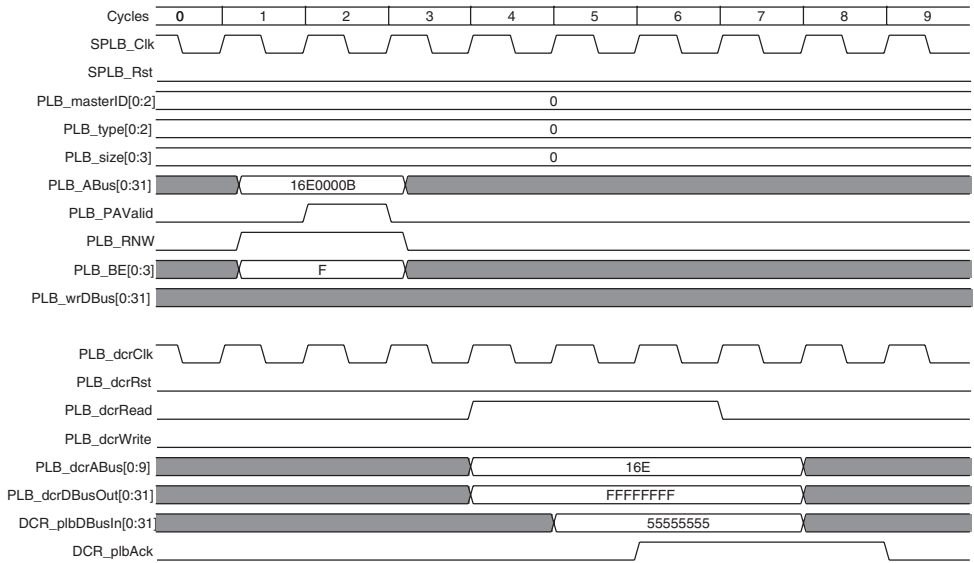 Cycles 0 1 2 3 4 5 6 7 8 9
SPLB_Clk
SPLB_Rst
PLB_masterID[0:2] 0
PLB_type[0:2] 0
PLB_size[0:3] 0
PLB_ABus[0:31] 16E0000B
PLB_PAValid
PLB_RNW
PLB_BE[0:3] F
PLB_wrDBus[0:31]
PLB_dcrClk
PLB_dcrRst
PLB_dcrRead
PLB_dcrWrite
PLB_dcrABus[0:9] 16E
PLB_dcrDBusOut[0:31] FFFFFFFF
DCR_plbDBusIn[0:31] 55555555
DCR_plbAck